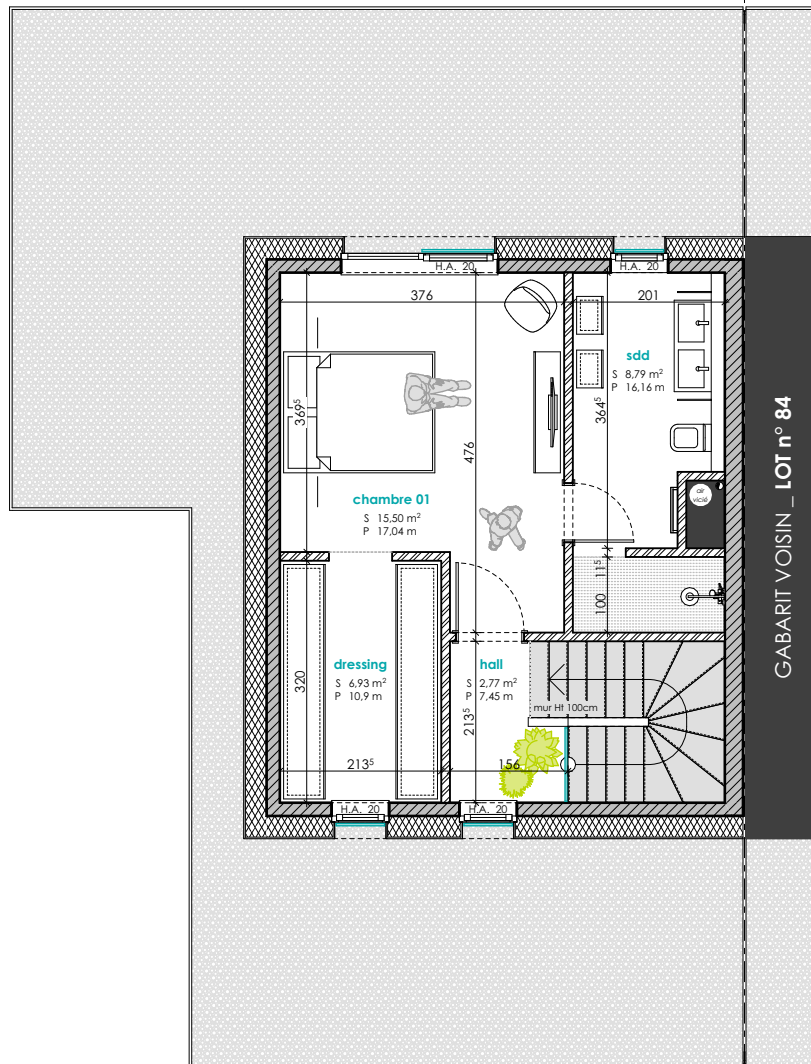 H.A. 20
H.A. 20
376
201
sdd
S 8,79 m²
P 16,16 m
369⁵
364⁵
476
chambre 01
S 15,50 m²
P 17,04 m
air
vicié
GABARIT VOISIN _ LOT n° 84
11⁵
100
dressing
S 6,93 m²
P 10,9 m
hall
S 2,77 m²
P 7,45 m
320
213⁵
mur Ht 100cm
213⁵
156
H.A. 20
H.A. 20